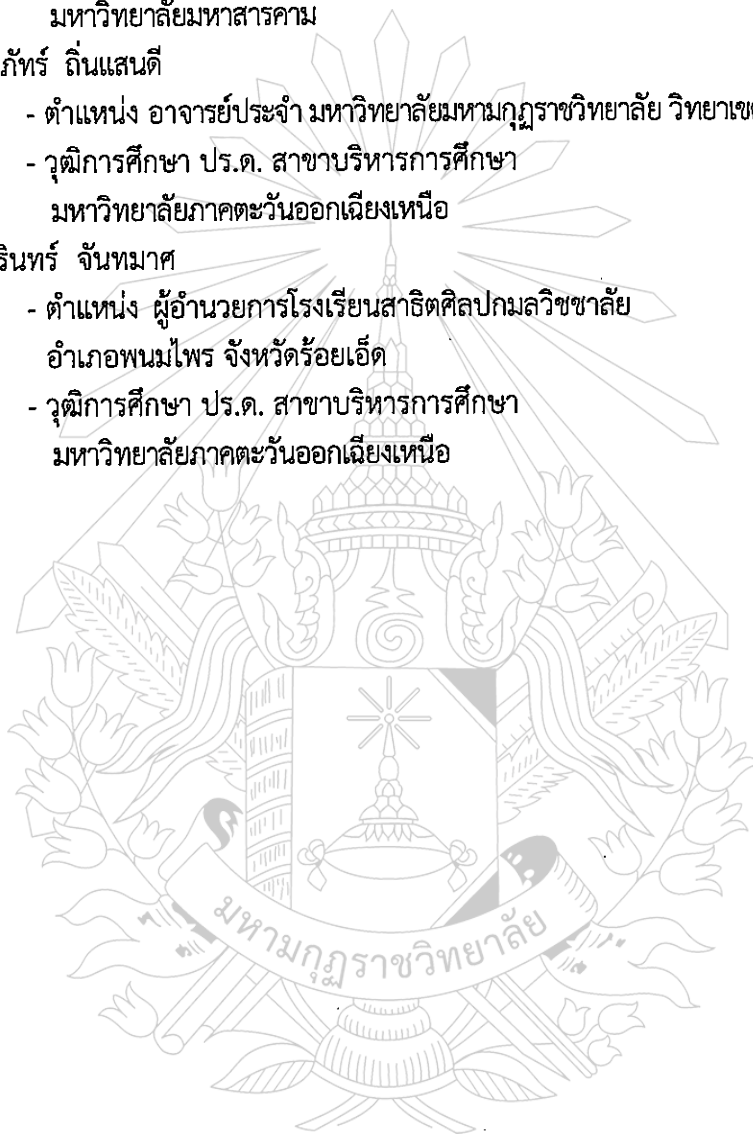 มหาวิทยาลัยมหาสารคาม
ภัทร์ ถิ่นแสนดี
- ตำแหน่ง อาจารย์ประจำ มหาวิทยาลัยมหามกุฏราชวิทยาลัย
- วุฒิการศึกษา ปร.ด. สาขาบริหารการศึกษา
มหาวิทยาลัยภาคตะวันออกเฉียงเหนือ
รินทร์ จันทมาศ
- ตำแหน่ง ผู้อำนวยการโรงเรียนสาธิตศิลปกมลวิชชาลัย
อำเภอพนมไพร จังหวัดร้อยเอ็ด
- วุฒิการศึกษา ปร.ด. สาขาบริหารการศึกษา
มหาวิทยาลัยภาคตะวันออกเฉียงเหนือ
มหามกุฏราชวิทยาลัย